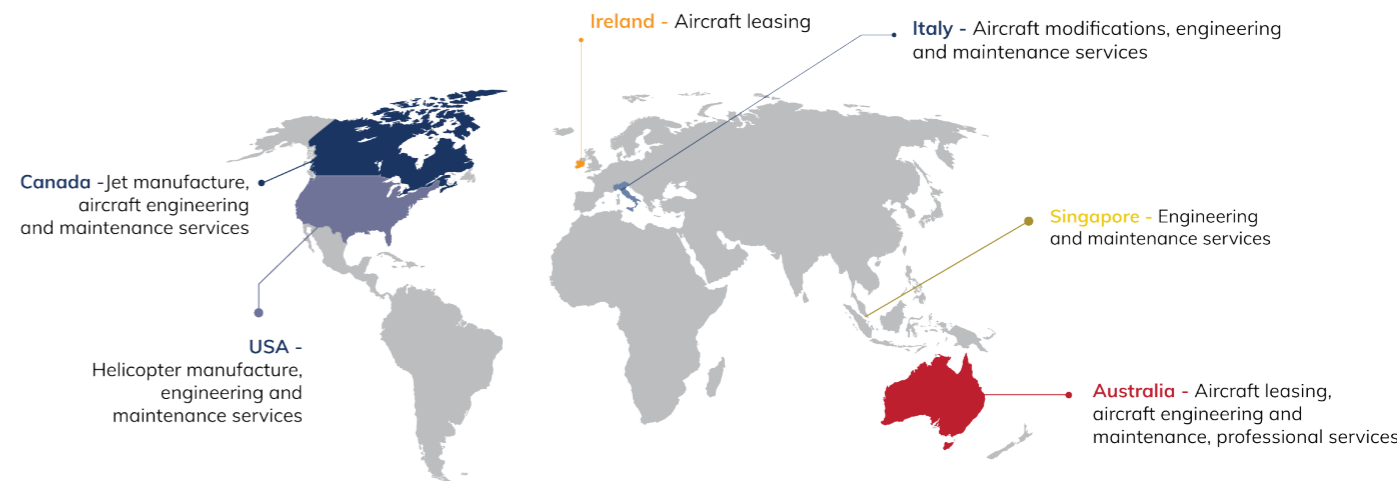 Ireland - Aircraft leasing
Italy - Aircraft modifications, engineering
and maintenance services
Canada -Jet manufacture,
aircraft engineering
and maintenance services
Singapore - Engineering
and maintenance services
USA -
Helicopter manufacture,
engineering and
maintenance services
Australia - Aircraft leasing,
aircraft engineering and
maintenance, professional services